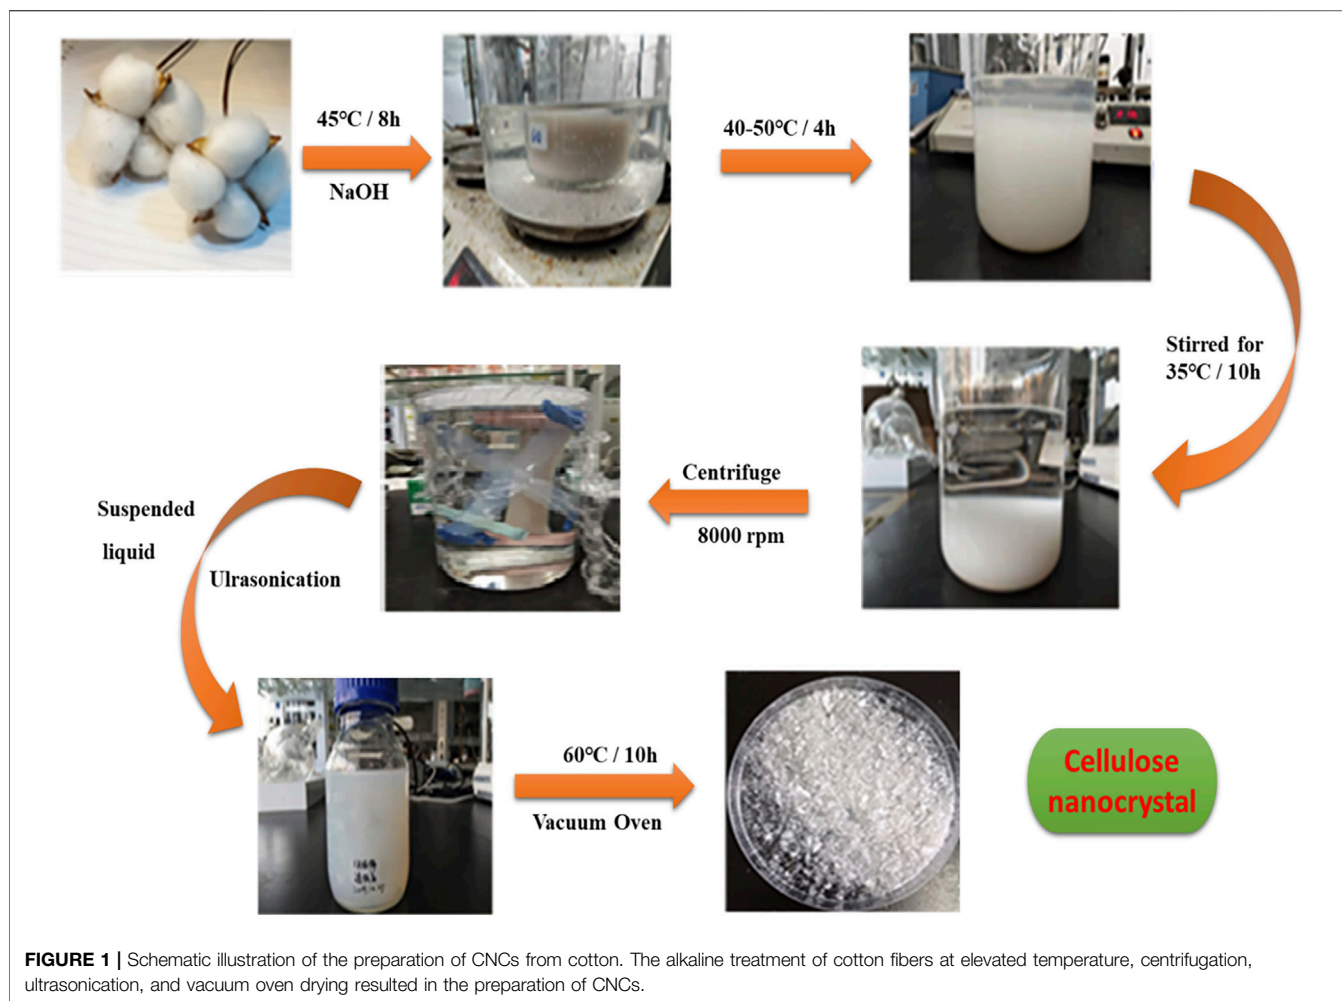 45°C / 8h
NaOH
40-50°C / 4h
Stirred for
35°C / 10h
Centrifuge
8000 rpm
Suspended
liquid
Ulrasonication
60°C / 10h
Vacuum Oven
Cellulose
nanocrystal
FIGURE 1 | Schematic illustration of the preparation of CNCs from cotton. The alkaline treatment of cotton fibers at elevated temperature, centrifugation,
ultrasonication, and vacuum oven drying resulted in the preparation of CNCs.